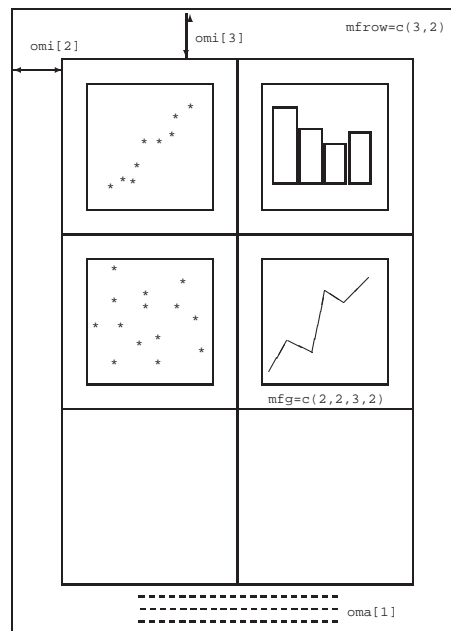 mfrow=c(3,2)
omi[3]
omi[2]
mfg=c(2,2,3,2)
oma[1]